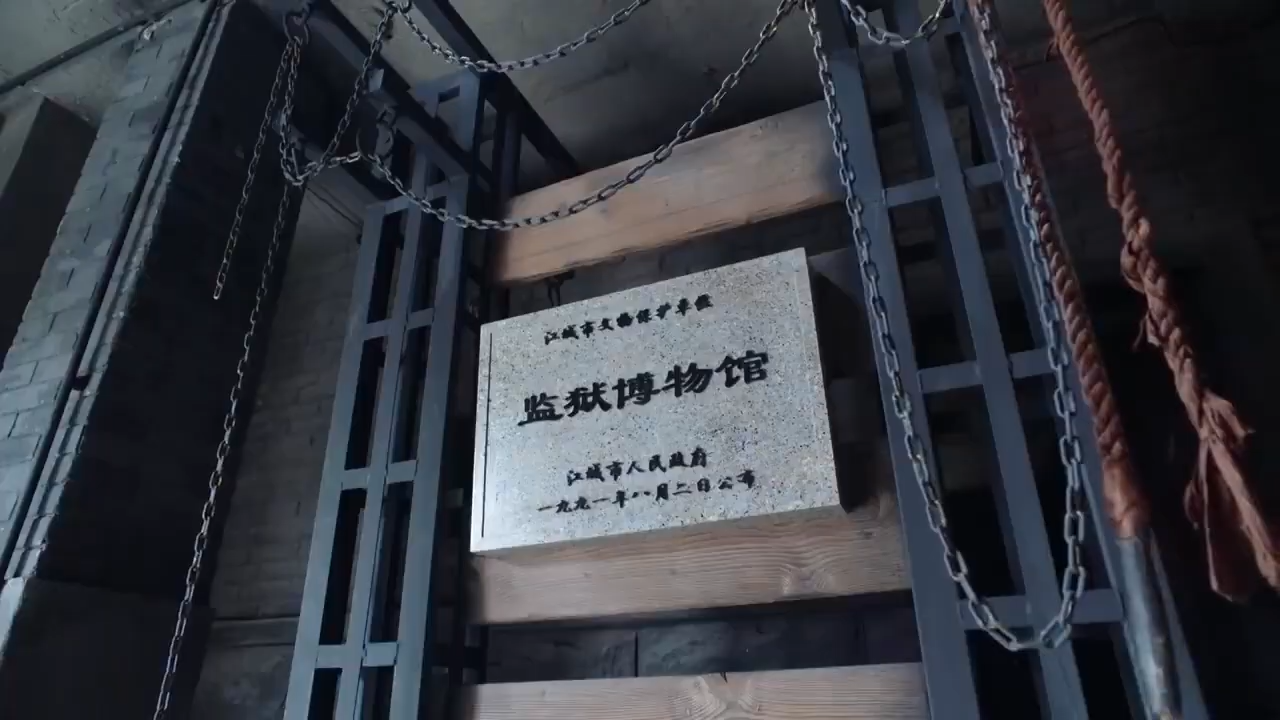 江城市文物保护单位
监狱博物馆
江城市人民政府
一九九一年八月二日公布